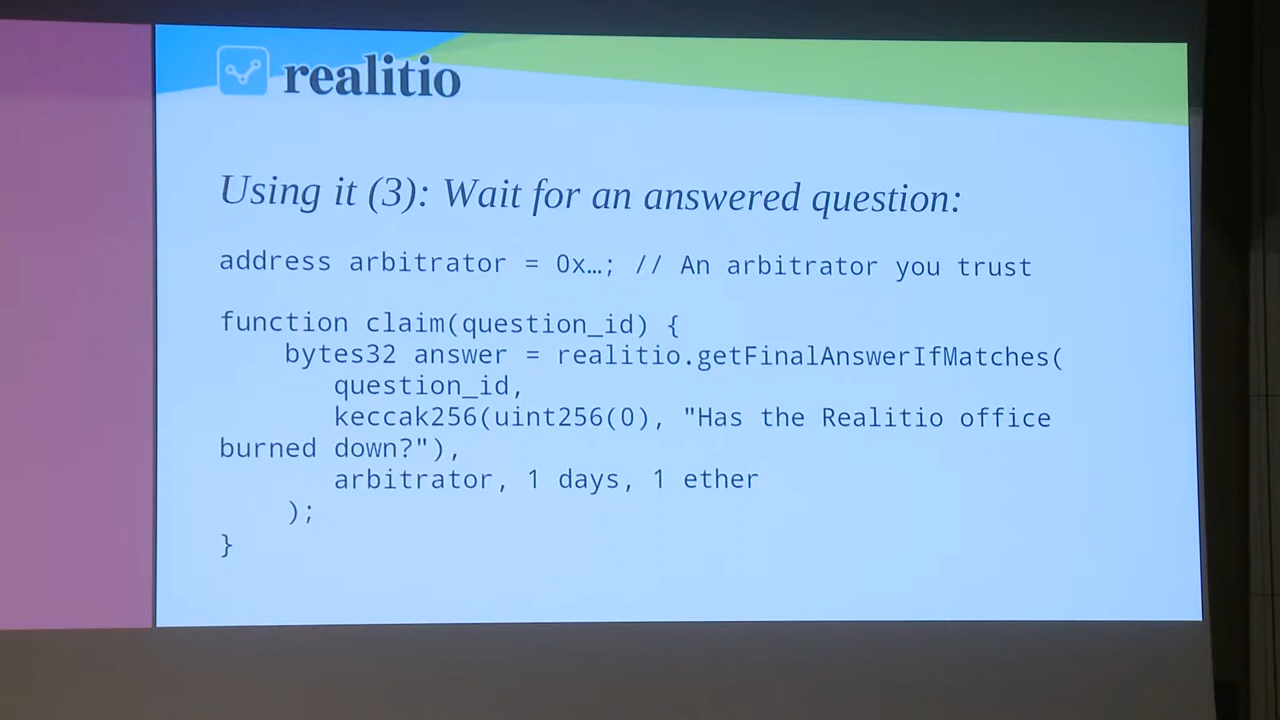 realitio
Using it (3): Wait for an answered question:
address arbitrator = 0x…; // An arbitrator you trust
function claim(question_id) {
bytes32 answer = realitio.getFinalAnswerIfMatches(
question_id,
keccak256(uint256(0), "Has the Realitio office
burned down?"),
arbitrator, 1 days, 1 ether
);
}